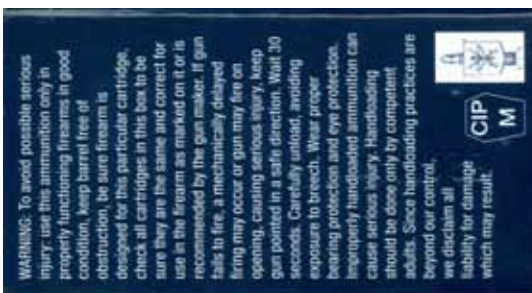 WARNING: To avoid possible serious
injury: use this ammunition only in
properly functioning firearms in good
condition, keep barrel free of
obstruction, be sure firearm is
designed for this particular cartridge,
check all cartridges in this box to be
sure they are the same and correct for
use in the firearm as marked on it or is
recommended by the gun maker. If gun
fails to fire, a mechanically delayed
firing may occur or gun may fire on
opening, causing serious injury, keep
gun pointed in a safe direction. Wait 30
seconds. Carefully unload, avoiding
exposure to breech. Wear proper
hearing protection and eye protection.
Improperly handloaded ammunition can
cause serious injury. Handloading
should be done only by competent
adults. Since handloading practices are
beyond our control,
we disclaim all
liability for damage
which may result.
CIP
M